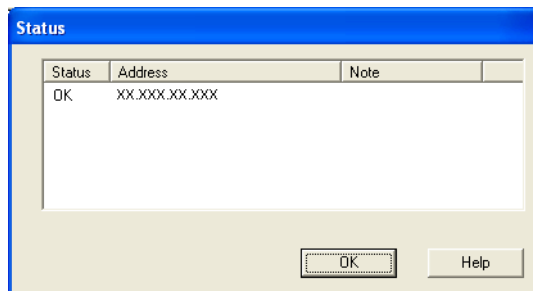 Status
Status Address Note
OK XX.XXX.XX.XXX
OK Help